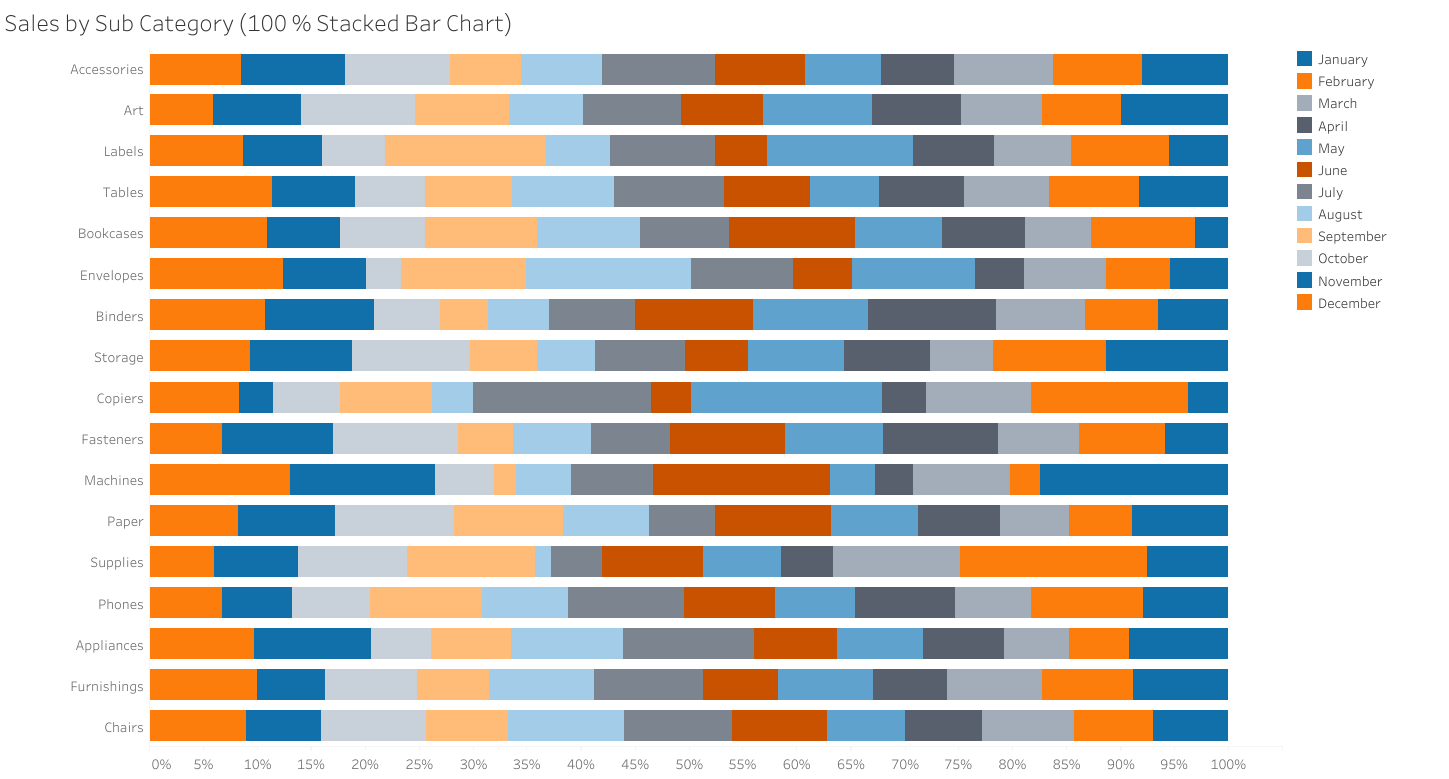 Sales by Sub Category (100 % Stacked Bar Chart)
Accessories
Art
Labels
Tables
Bookcases
Envelopes
Binders
Storage
Copiers
Fasteners
Machines
Paper
Supplies
Phones
Appliances
Furnishings
Chairs
0% 5% 10% 15% 20% 25% 30% 35% 40% 45% 50% 55% 60% 65% 70% 75% 80% 85% 90% 95% 100%
January
February
March
April
May
June
July
August
September
October
November
December